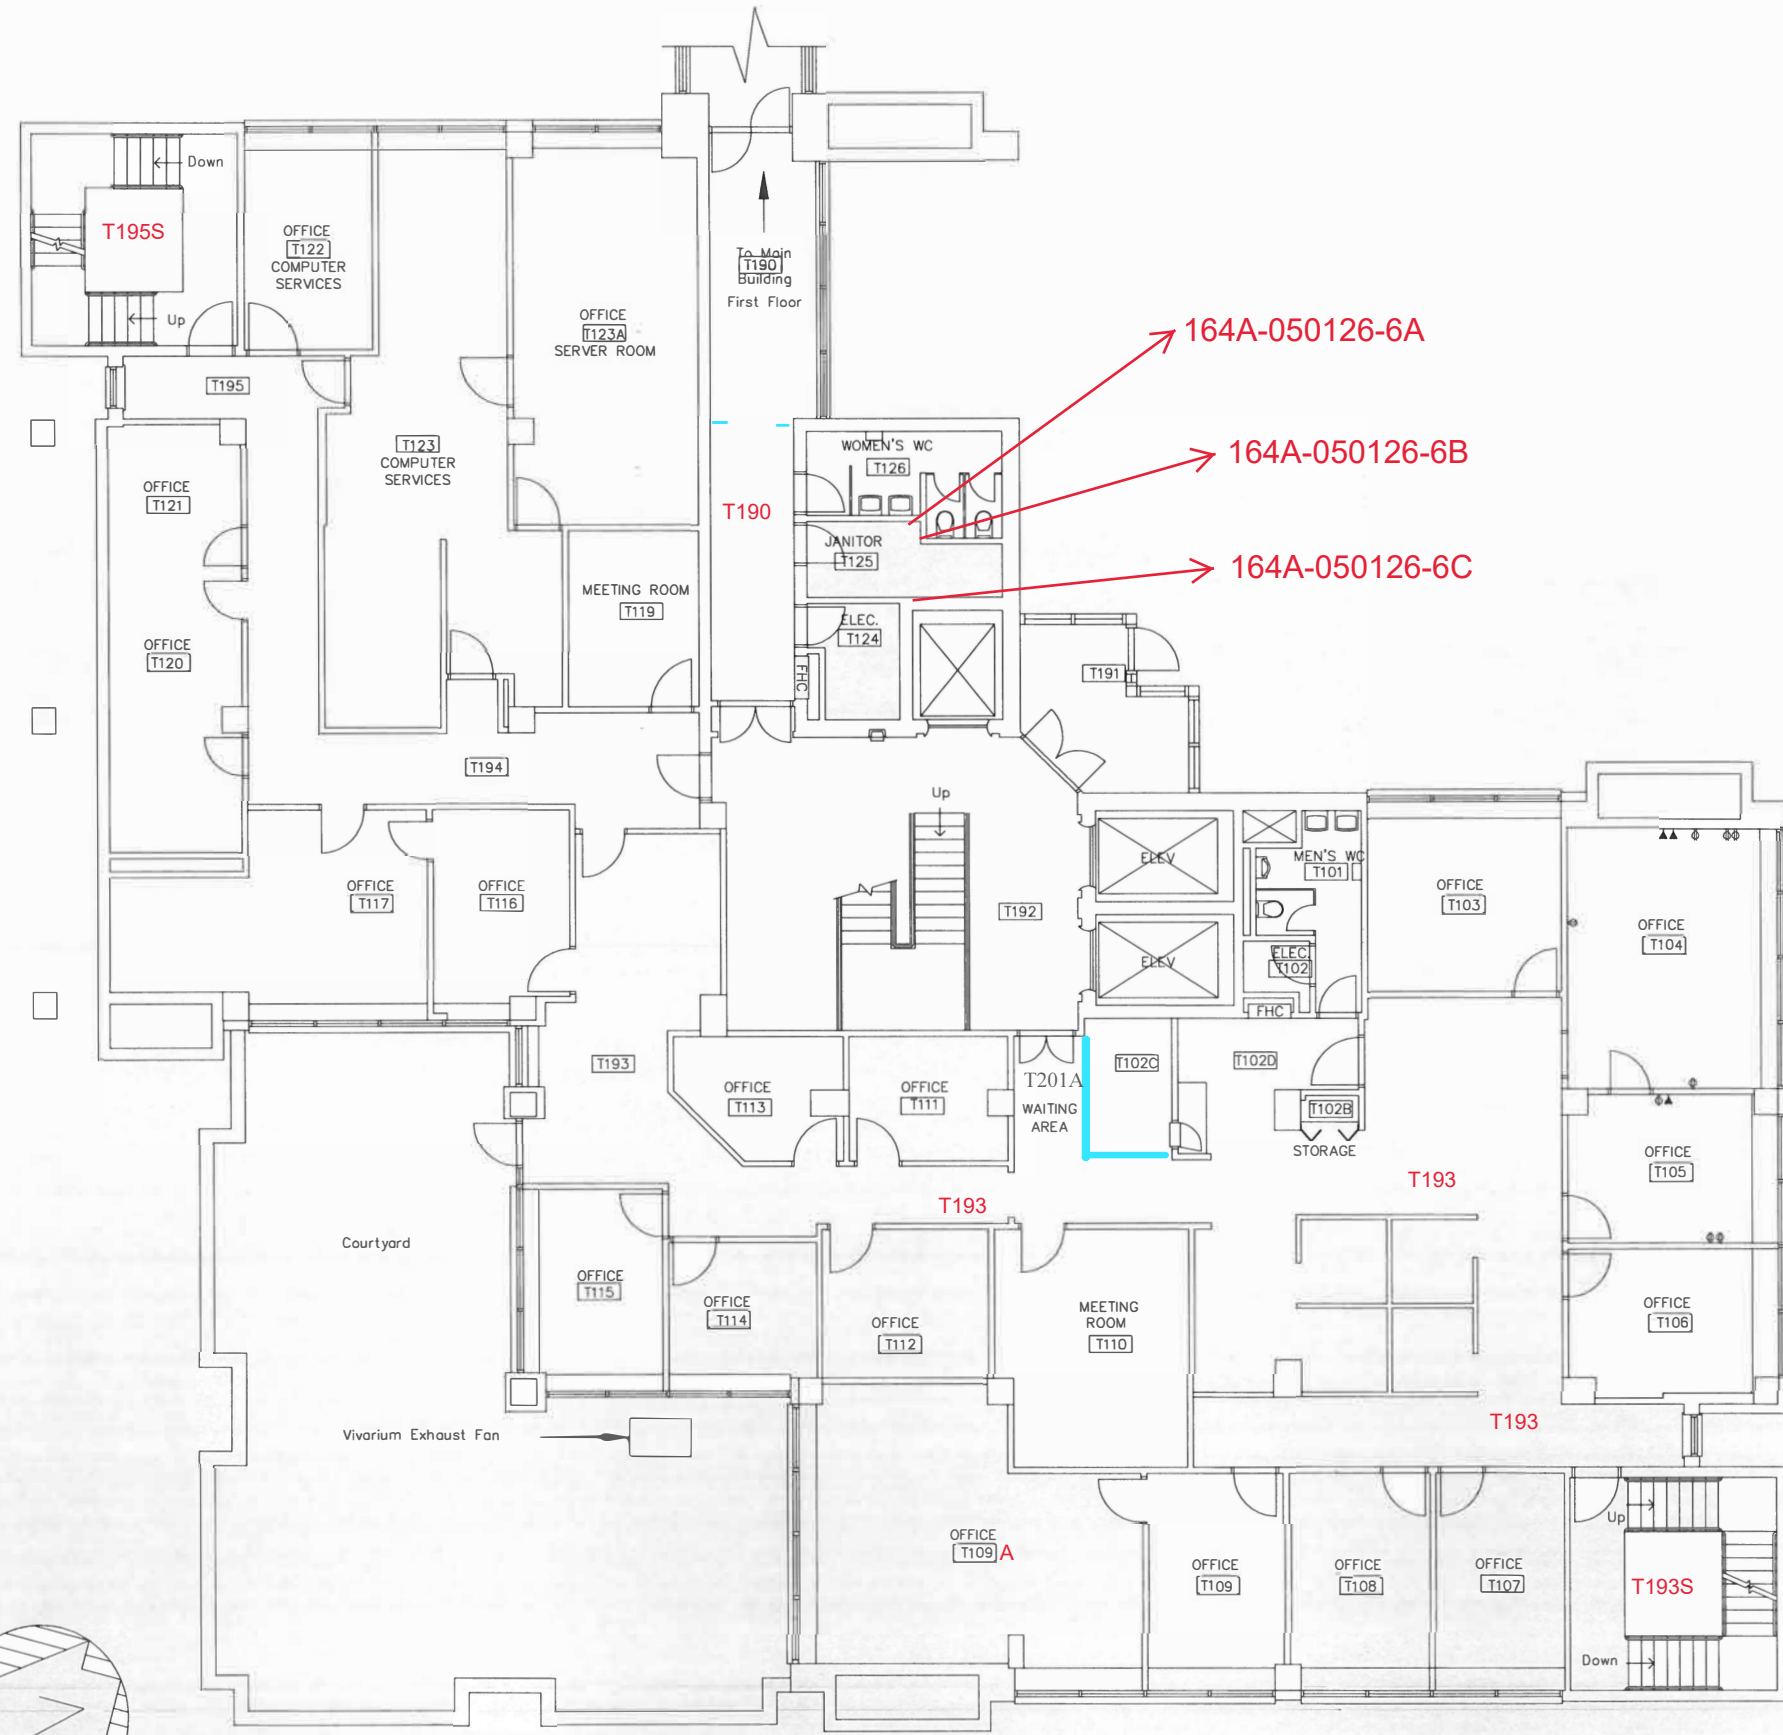 Down
T195S
Up
OFFICE
T122
COMPUTER
SERVICES
OFFICE
T123A
SERVER ROOM
To Main
T190
Building
First Floor
164A-050126-6A
164A-050126-6B
164A-050126-6C
T195
T123
COMPUTER
SERVICES
WOMEN'S WC
T126
OFFICE
T121
T190
JANITOR
T125
MEETING ROOM
T119
ELEC.
T124
FHC
OFFICE
T120
T191
T194
Up
ELEV
MEN'S WC
T101
OFFICE
T117
OFFICE
T116
T192
OFFICE
T103
OFFICE
T104
ELEV
ELEC.
T102
FHC
T193
OFFICE
T113
OFFICE
T111
T201A
WAITING
AREA
T102C
T102D
T102B
STORAGE
OFFICE
T105
T193
T193
Courtyard
OFFICE
T115
OFFICE
T114
OFFICE
T112
MEETING
ROOM
T110
OFFICE
T106
T193
Vivarium Exhaust Fan
OFFICE
T109 A
OFFICE
T109
OFFICE
T108
OFFICE
T107
Up
T193S
Down